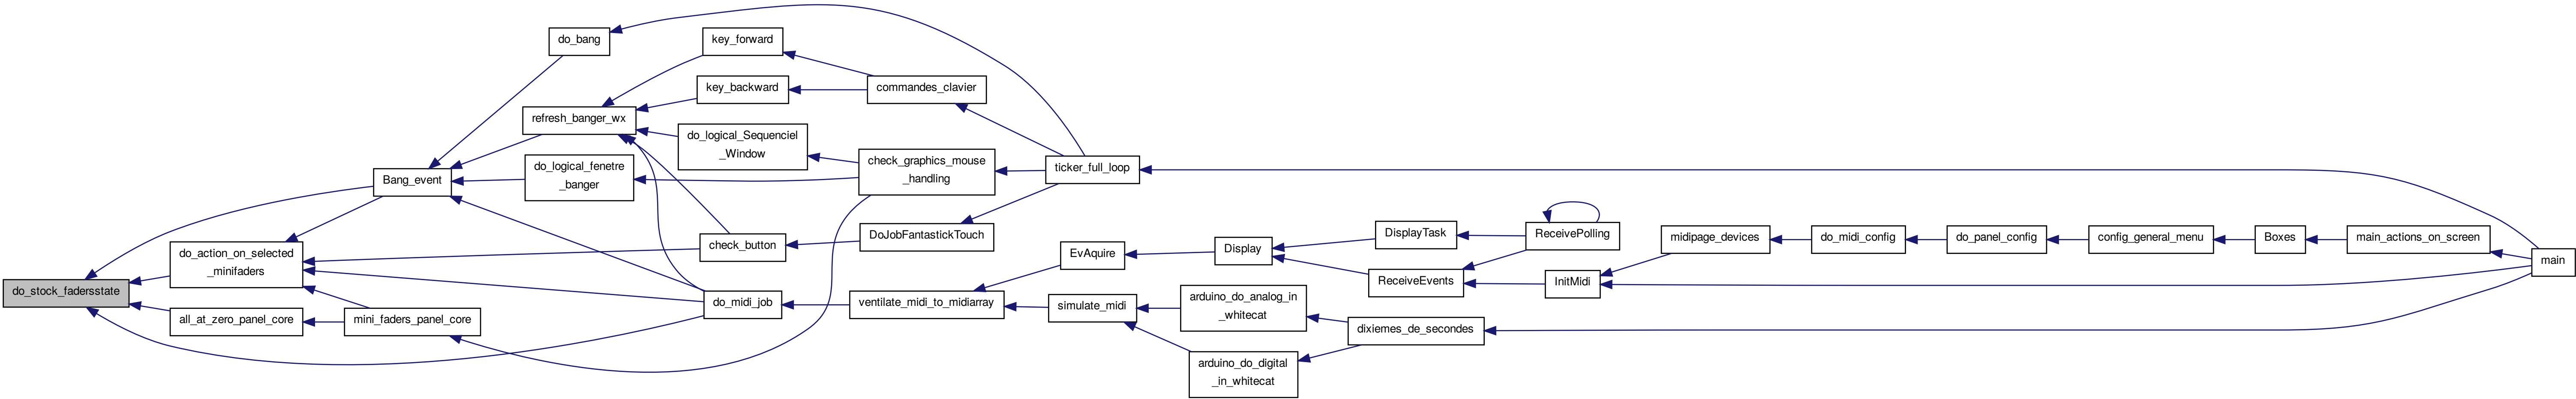 do_stock_fadersstate
Bang_event
do_action_on_selected
_minifaders
all_at_zero_panel_core
mini_faders_panel_core
do_bang
refresh_banger_wx
do_logical_fenetre
_banger
key_forward
key_backward
do_logical_Sequenciel
_Window
check_button
do_midi_job
commandes_clavier
check_graphics_mouse
_handling
DoJobFantastickTouch
ventilate_midi_to_midiarray
ticker_full_loop
EvAquire
simulate_midi
Display
arduino_do_analog_in
_whitecat
arduino_do_digital
_in_whitecat
DisplayTask
ReceiveEvents
dixiemes_de_secondes
ReceivePolling
InitMidi
midipage_devices
do_midi_config
do_panel_config
config_general_menu
Boxes
main_actions_on_screen
main